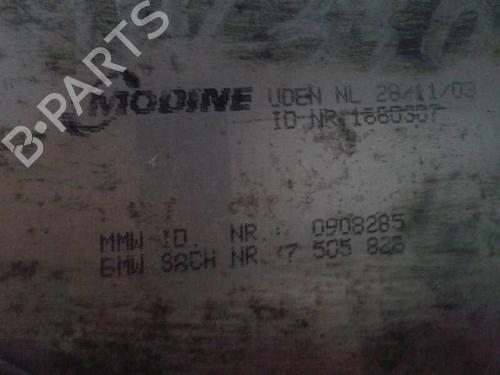 B-PARTS
MODINE UDEN NL 28/11/03
ID-NR 1680307
MMW ID. NR.: 0908285
BMW SACH NR. 7 505 826